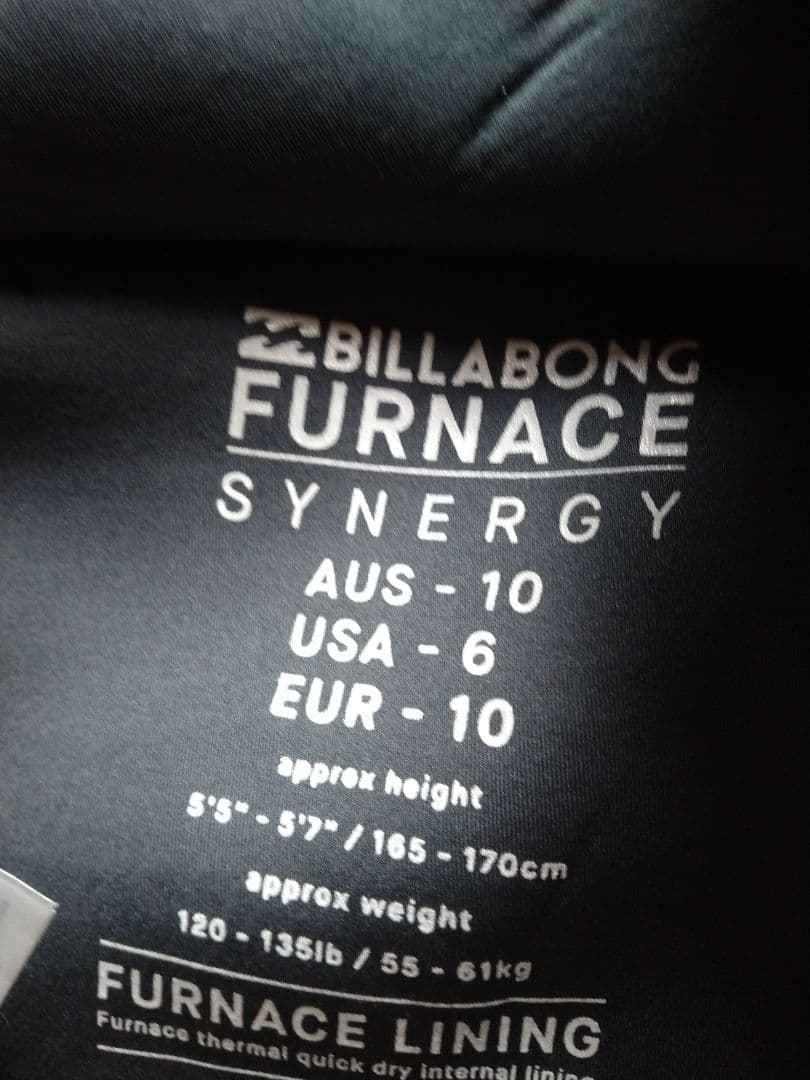 BILLABONG
FURNACE
SYNERGY
AUS - 10
USA - 6
EUR - 10
approx height
5'5" - 5'7" / 165 - 170cm
approx weight
120 - 135lb / 55 - 61kg
FURNACE LINING
Furnace thermal quick dry internal lining